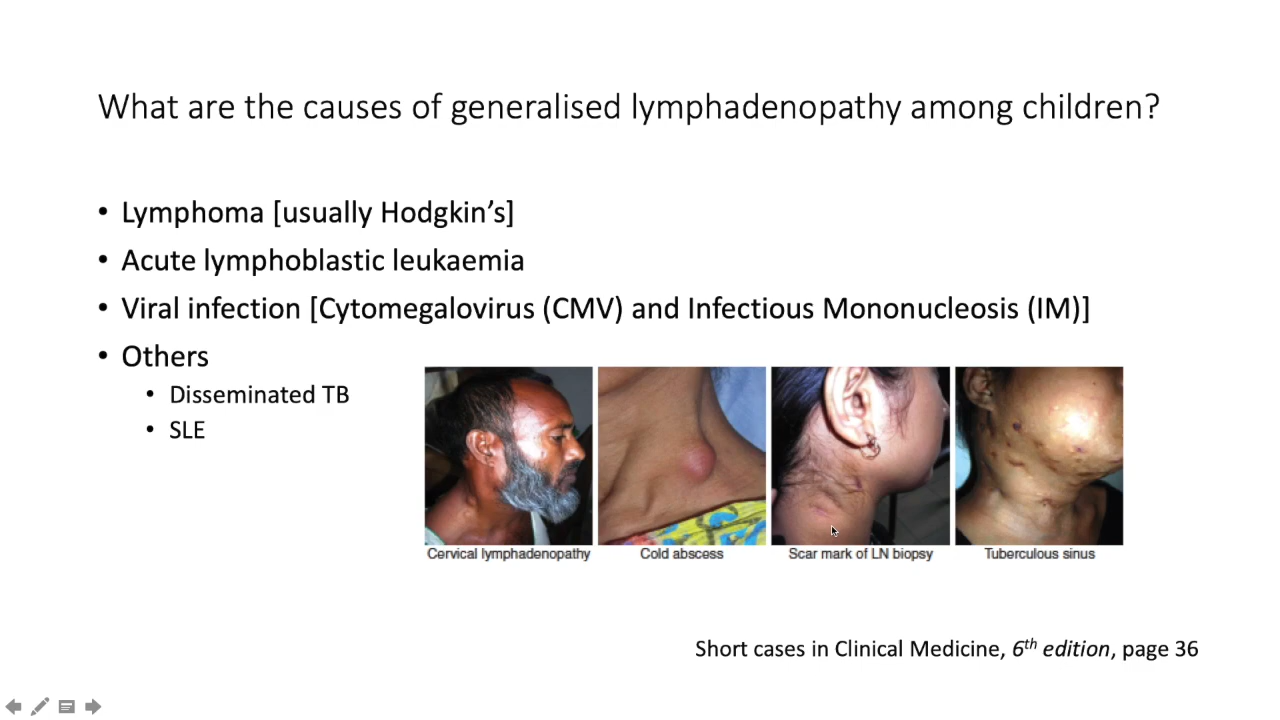 What are the causes of generalised lymphadenopathy among children?
• Lymphoma [usually Hodgkin’s]
• Acute lymphoblastic leukaemia
• Viral infection [Cytomegalovirus (CMV) and Infectious Mononucleosis (IM)]
• Others
• Disseminated TB
• SLE
Cervical lymphadenopathy
Cold abscess
Scar mark of LN biopsy
Tuberculous sinus
Short cases in Clinical Medicine, 6th edition, page 36